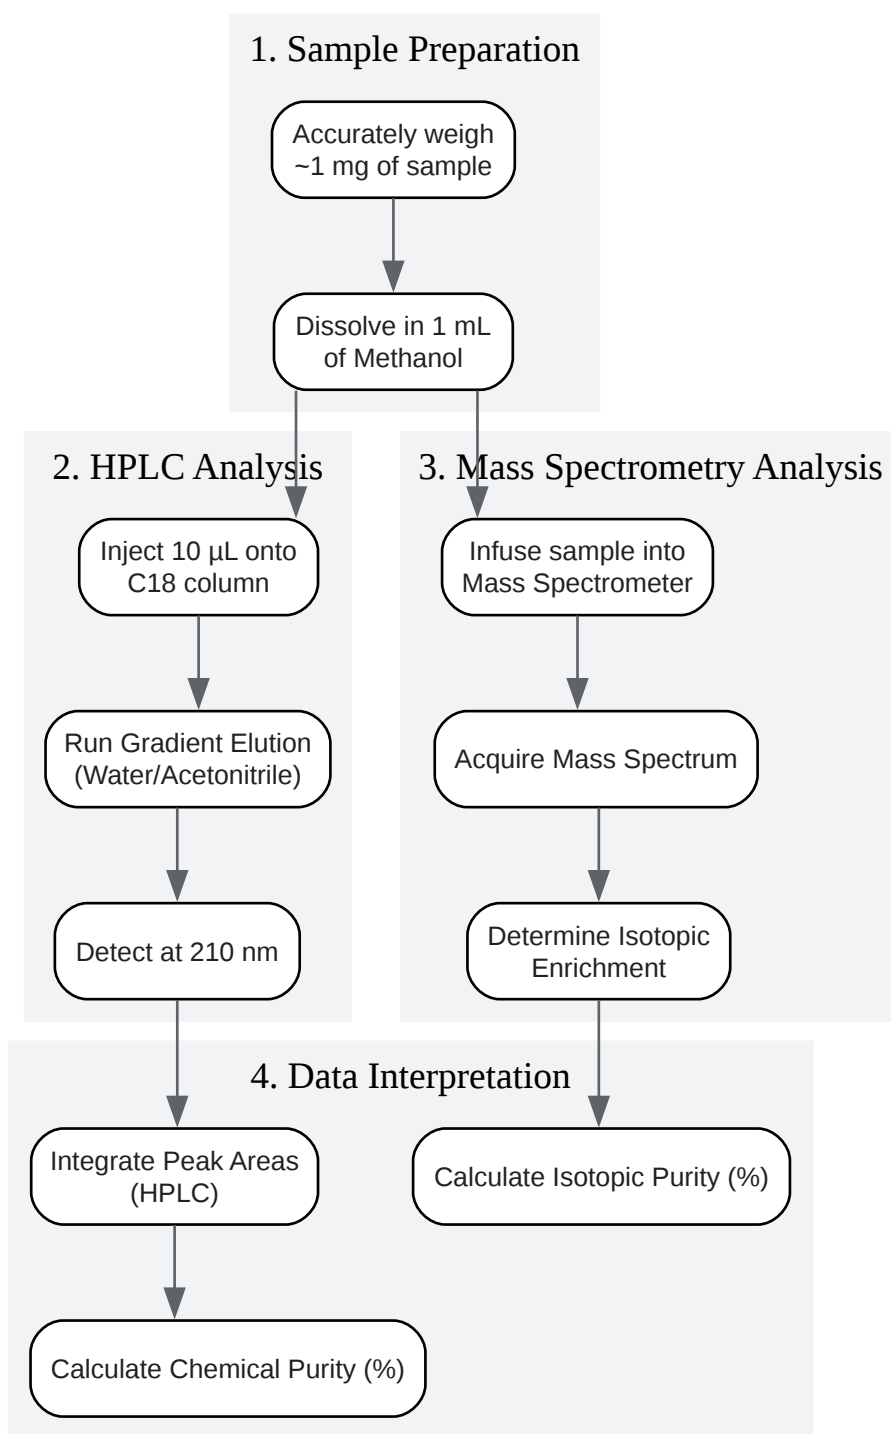 1. Sample Preparation
Accurately weigh
~1 mg of sample
Dissolve in 1 mL
of Methanol
2. HPLC Analysis
Inject 10 µL onto
C18 column
Run Gradient Elution
(Water/Acetonitrile)
Detect at 210 nm
3. Mass Spectrometry Analysis
Infuse sample into
Mass Spectrometer
Acquire Mass Spectrum
Determine Isotopic
Enrichment
4. Data Interpretation
Integrate Peak Areas
(HPLC)
Calculate Chemical Purity (%)
Calculate Isotopic Purity (%)